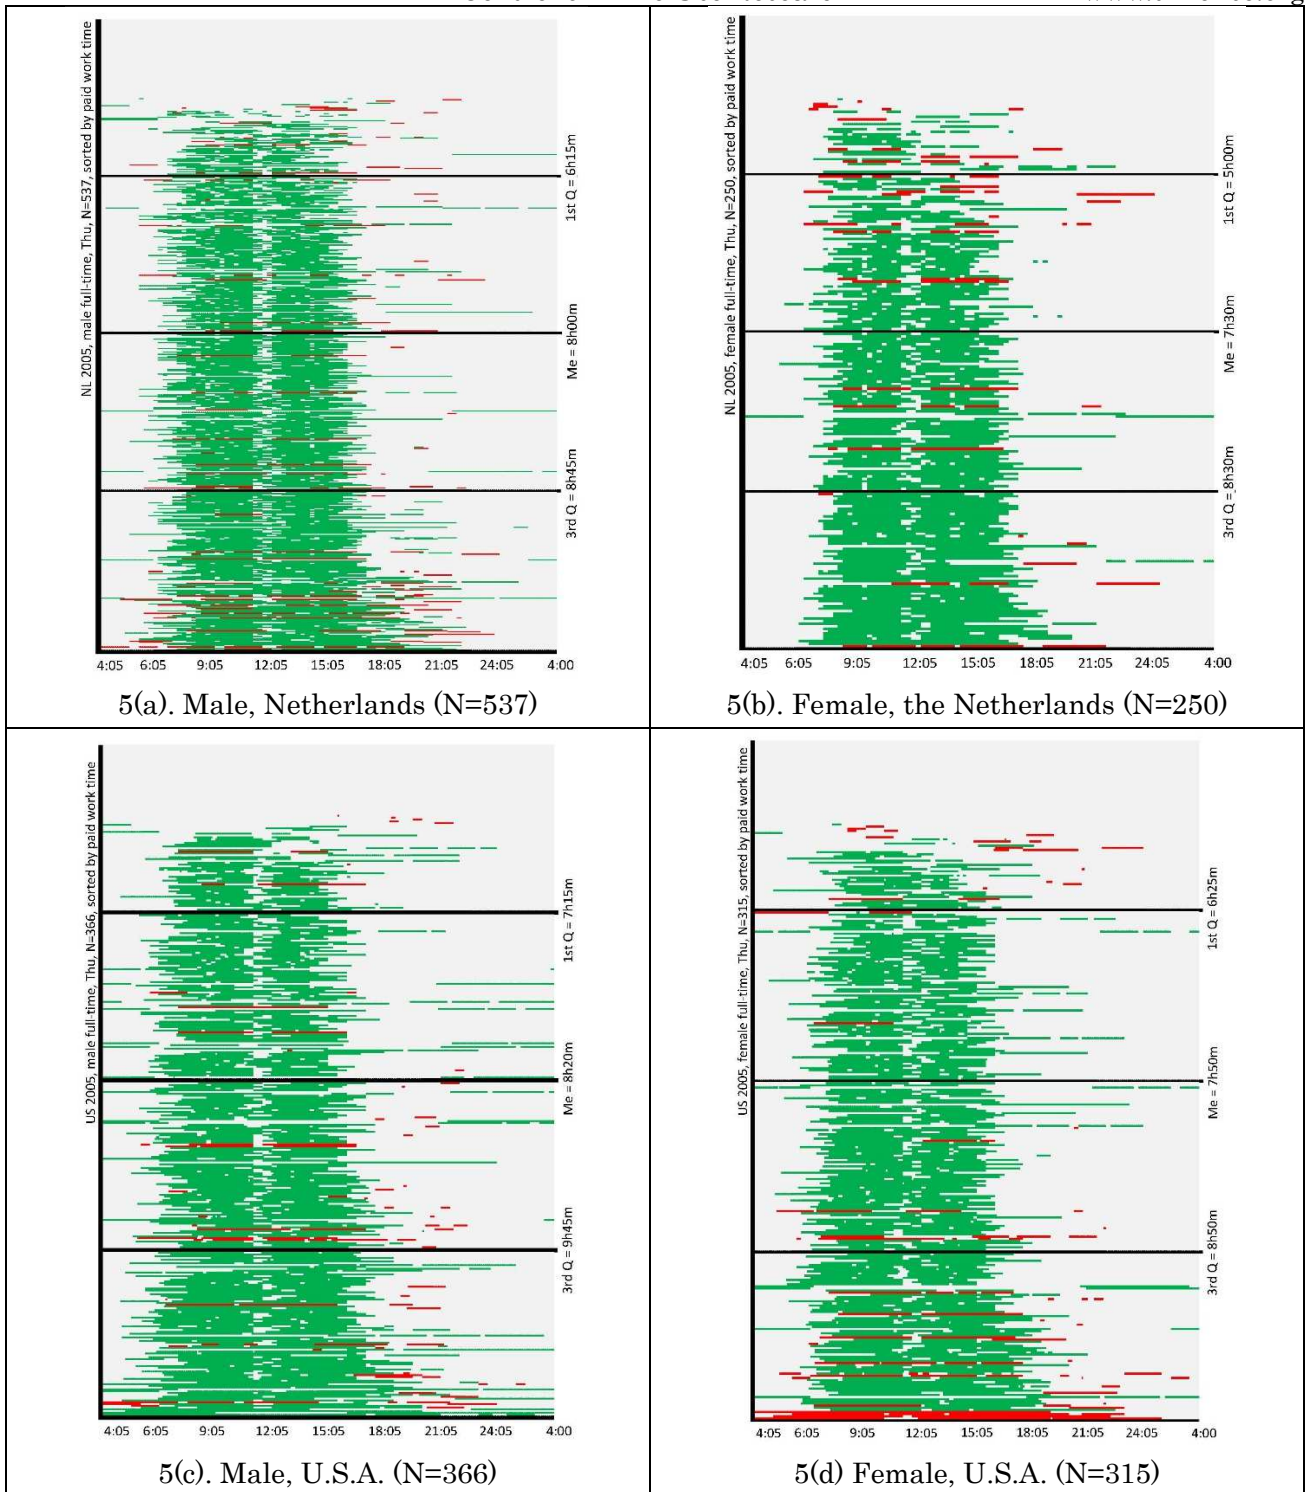 NL 2005, male full-time, Thu, N=537, sorted by paid work time
1st Q = 6h15m
Me = 8h00m
3rd Q = 8h45m
4:05 6:05 9:05 12:05 15:05 18:05 21:05 24:05 4:00
5(a). Male, Netherlands (N=537)
NL 2005, female full-time, Thu, N=250, sorted by paid work time
1st Q = 5h00m
Me = 7h30m
3rd Q = 8h30m
4:05 6:05 9:05 12:05 15:05 18:05 21:05 24:05 4:00
5(b). Female, the Netherlands (N=250)
US 2005, male full-time, Thu, N=366, sorted by paid work time
1st Q = 7h15m
Me = 8h20m
3rd Q = 9h45m
4:05 6:05 9:05 12:05 15:05 18:05 21:05 24:05 4:00
5(c). Male, U.S.A. (N=366)
US 2005, female full-time, Thu, N=315, sorted by paid work time
1st Q = 6h25m
Me = 7h50m
3rd Q = 8h50m
4:05 6:05 9:05 12:05 15:05 18:05 21:05 24:05 4:00
5(d) Female, U.S.A. (N=315)